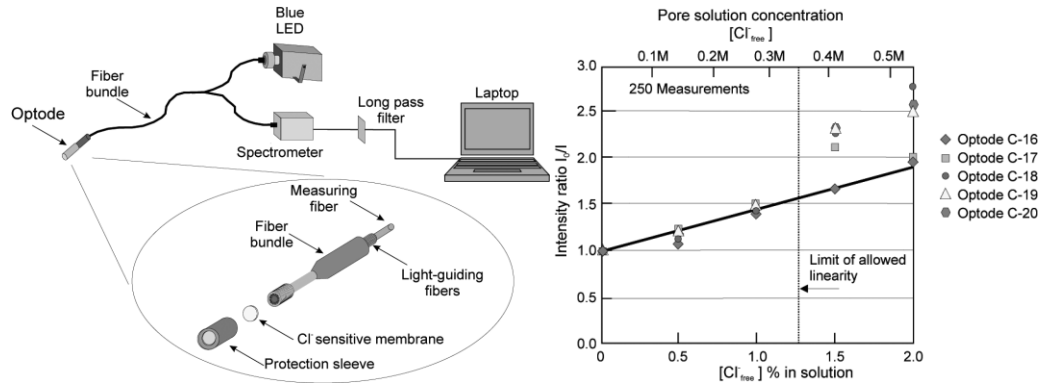 Blue
LED
Fiber
bundle
Optode
Long pass
filter
Laptop
Spectrometer
Measuring
fiber
Fiber
bundle
Light-guiding
fibers
Cl⁻ sensitive membrane
Protection sleeve
Pore solution concentration
[Cl⁻free]
0.1M 0.2M 0.3M 0.4M 0.5M
3.0
250 Measurements
2.5
2.0
1.5
1.0
0.5
0.0
Intensity ratio I₀/I
Limit of allowed
linearity
0 0.5 1.0 1.5 2.0
[Cl⁻free] % in solution
Optode C-16
Optode C-17
Optode C-18
Optode C-19
Optode C-20